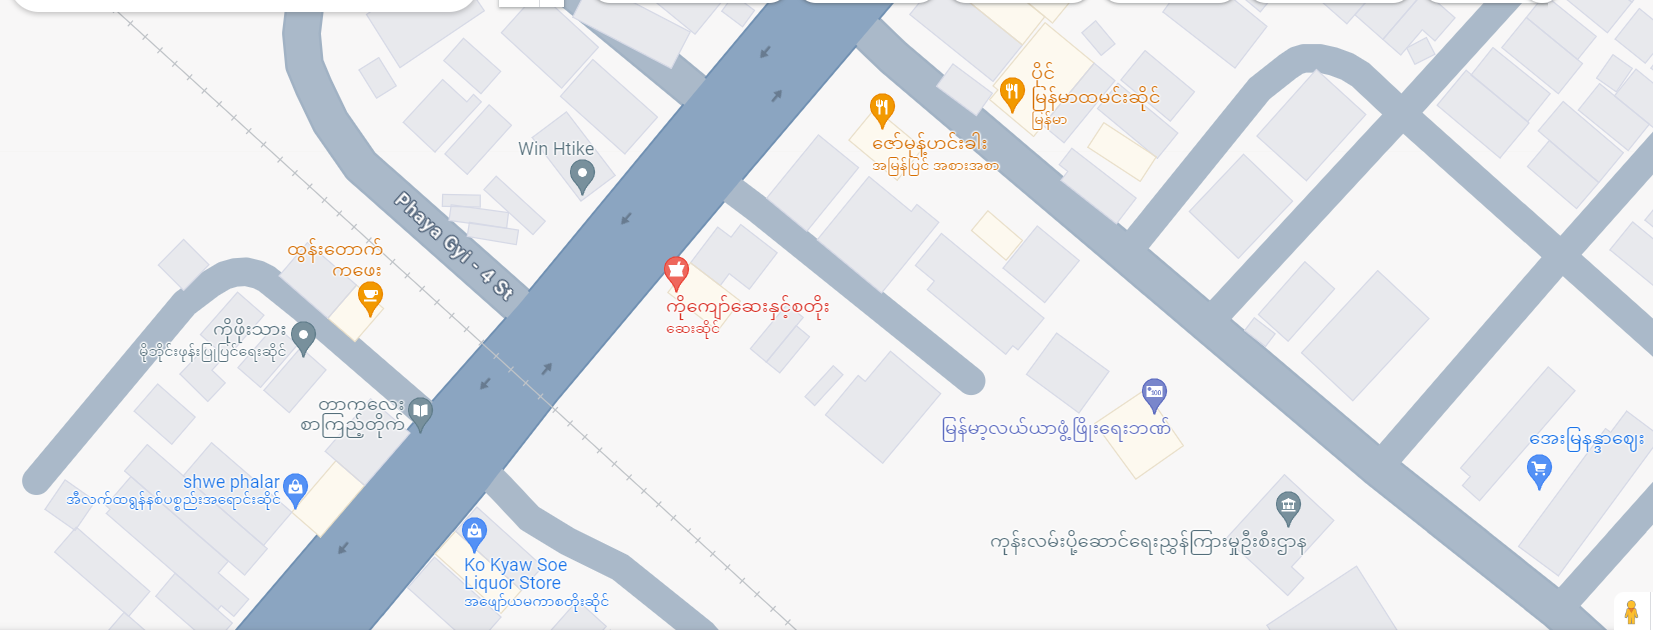 ပိုင်
မြန်မာထမင်းဆိုင်
မြန်မာ
ဇော်မုန့်ဟင်းခါး
အမြန်ပြင် အစားအစာ
Win Htike
Phaya Gyi - 4 St
ထွန်းတောက်
ကဖေး
ကိုကျော်ဆေးနှင့်စတိုး
ဆေးဆိုင်
ကိုဖိုးသား
မိုဘိုင်းဖုန်းပြုပြင်ရေးဆိုင်
တာကလေး
စာကြည့်တိုက်
မြန်မာ့လယ်ယာဖွံ့ဖြိုးရေးဘဏ်
အေးမြနန္ဒာဈေး
shwe phalar
အီလက်ထရွန်နစ်ပစ္စည်းအရောင်းဆိုင်
ကုန်းလမ်းပို့ဆောင်ရေးညွှန်ကြားမှုဦးစီးဌာန
Ko Kyaw Soe
Liquor Store
အဖျော်ယမကာစတိုးဆိုင်